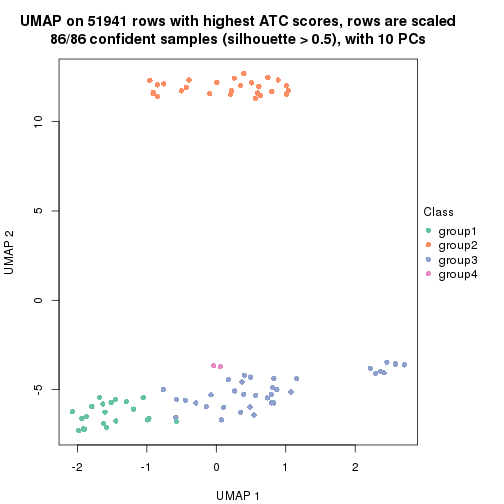 UMAP on 51941 rows with highest ATC scores, rows are scaled
86/86 confident samples (silhouette > 0.5), with 10 PCs
10
5
0
-5
UMAP 2
-2
-1
0
1
2
UMAP 1
Class
group1
group2
group3
group4